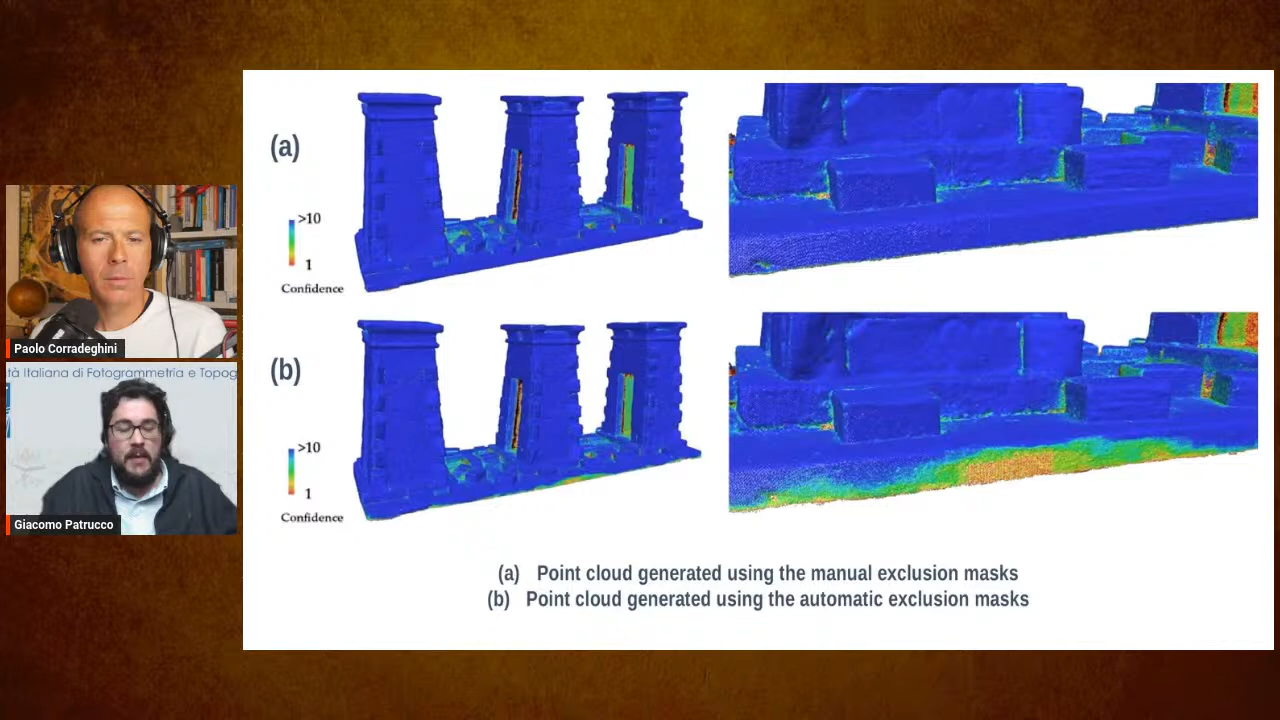 (a)
>10
1
Confidence
(b)
>10
1
Confidence
Paolo Corradeghini
tà Italiana di Fotogrammetria e Topog
Giacomo Patrucco
(a) Point cloud generated using the manual exclusion masks
(b) Point cloud generated using the automatic exclusion masks